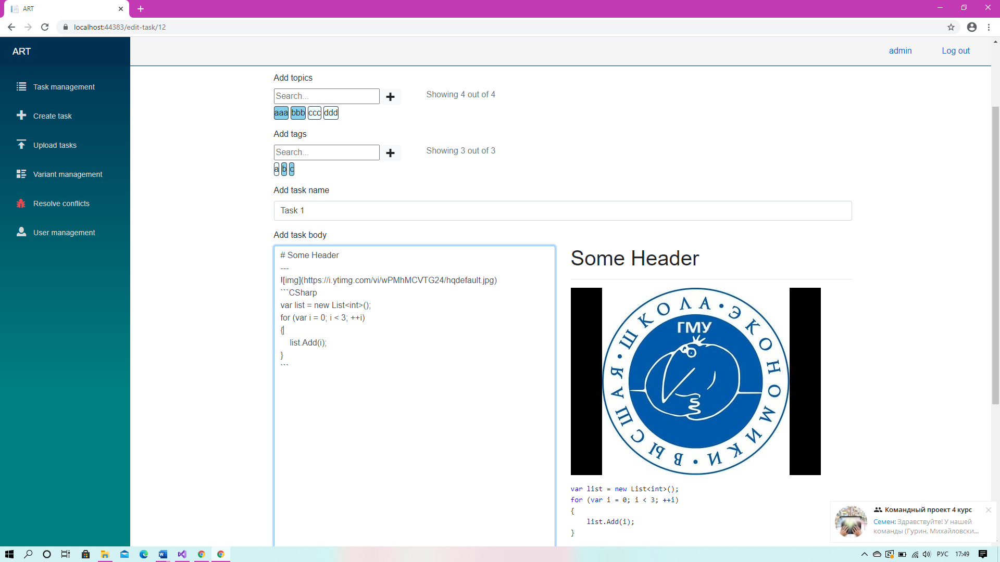 ART
localhost:44383/edit-task/12
ART
admin
Log out
Task management
Create task
Upload tasks
Variant management
Resolve conflicts
User management
Add topics
Search...
Showing 4 out of 4
aaa bbb ccc ddd
Add tags
Search...
Showing 3 out of 3
a b c
Add task name
Task 1
Add task body
# Some Header
---
![img](https://i.ytimg.com/vi/wPMhMCVTG24/hqdefault.jpg)
```CSharp
var list = new List<int>();
for (var i = 0; i < 3; ++i)
{
    list.Add(i);
}
```
Some Header
ВЫСШАЯ • ШКОЛА • ЭКОНОМИКИ •
ГМУ
var list = new List<int>();
for (var i = 0; i < 3; ++i)
{
    list.Add(i);
}
Командный проект 4 курс
Семен: Здравствуйте! У нашей
команды (Гурин, Михайловски...
РУС
17:49